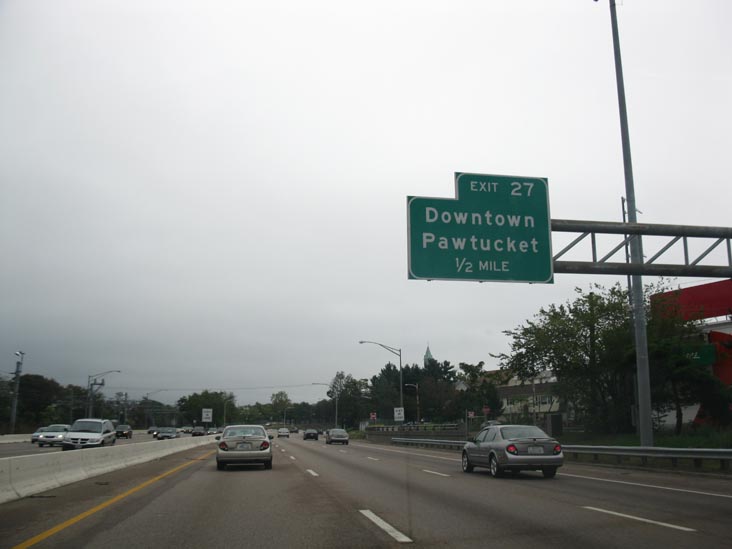 EXIT 27
Downtown
Pawtucket
1/2 MILE